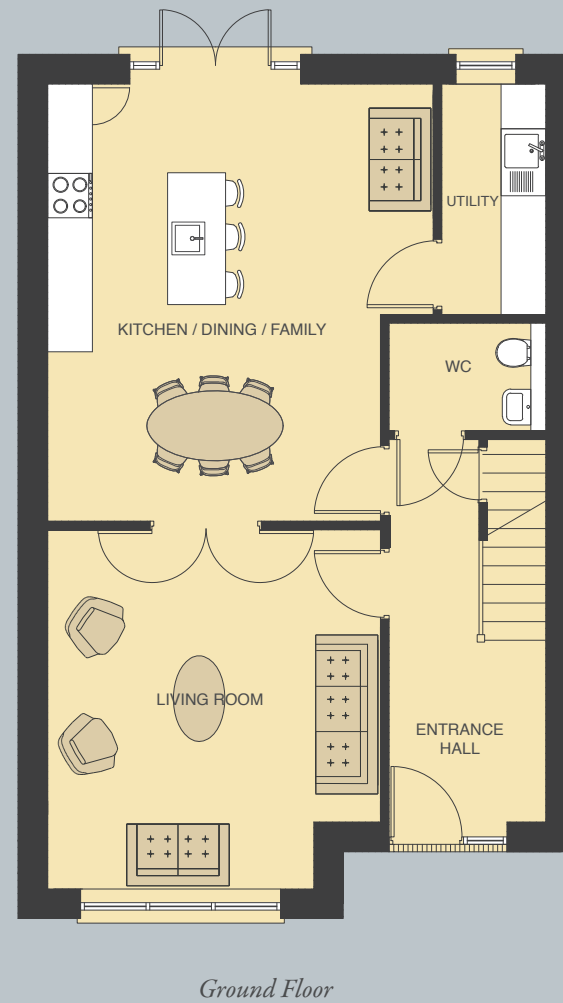 UTILITY
KITCHEN / DINING / FAMILY
WC
LIVING ROOM
ENTRANCE
HALL
Ground Floor